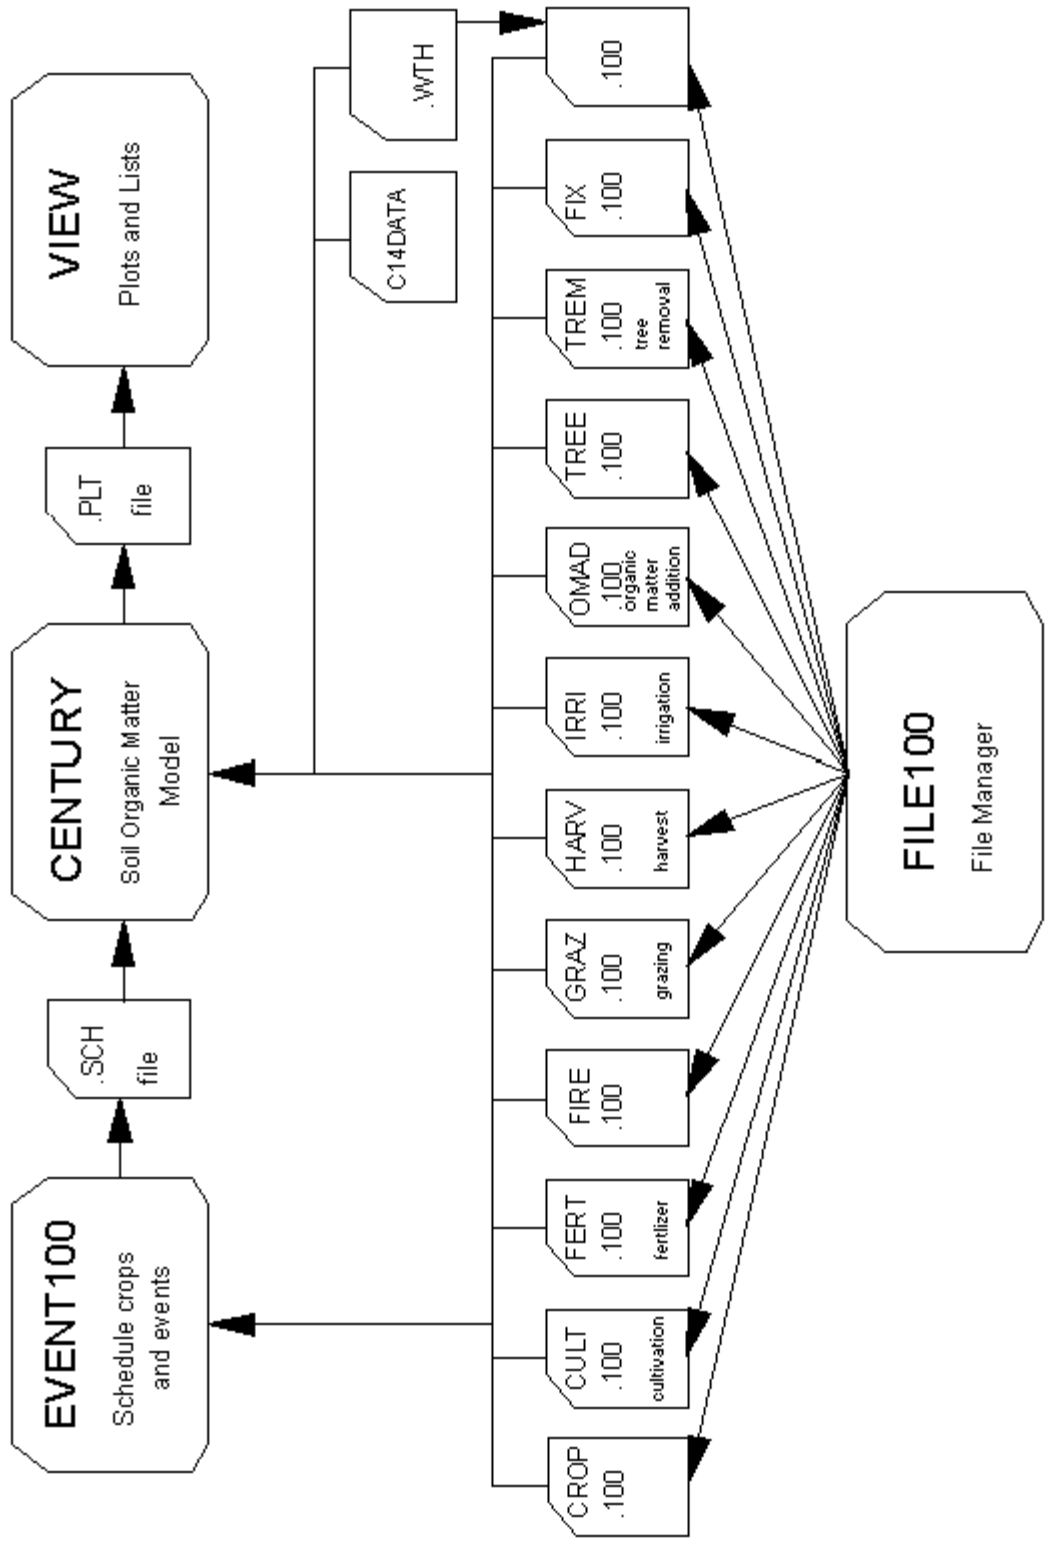 EVENT100
Schedule crops
and events
.SCH
file
CENTURY
Soil Organic Matter
Model
.PLT
file
VIEW
Plots and Lists
C14DATA
.WTH
CROP
.100
CULT
.100
cultivation
FERT
.100
fertlizer
FIRE
.100
GRAZ
.100
grazing
HARV
.100
harvest
IRRI
.100
irrigation
OMAD
.100
organic
matter
addition
TREE
.100
TREM
.100
tree
removal
FIX
.100
.100
FILE100
File Manager